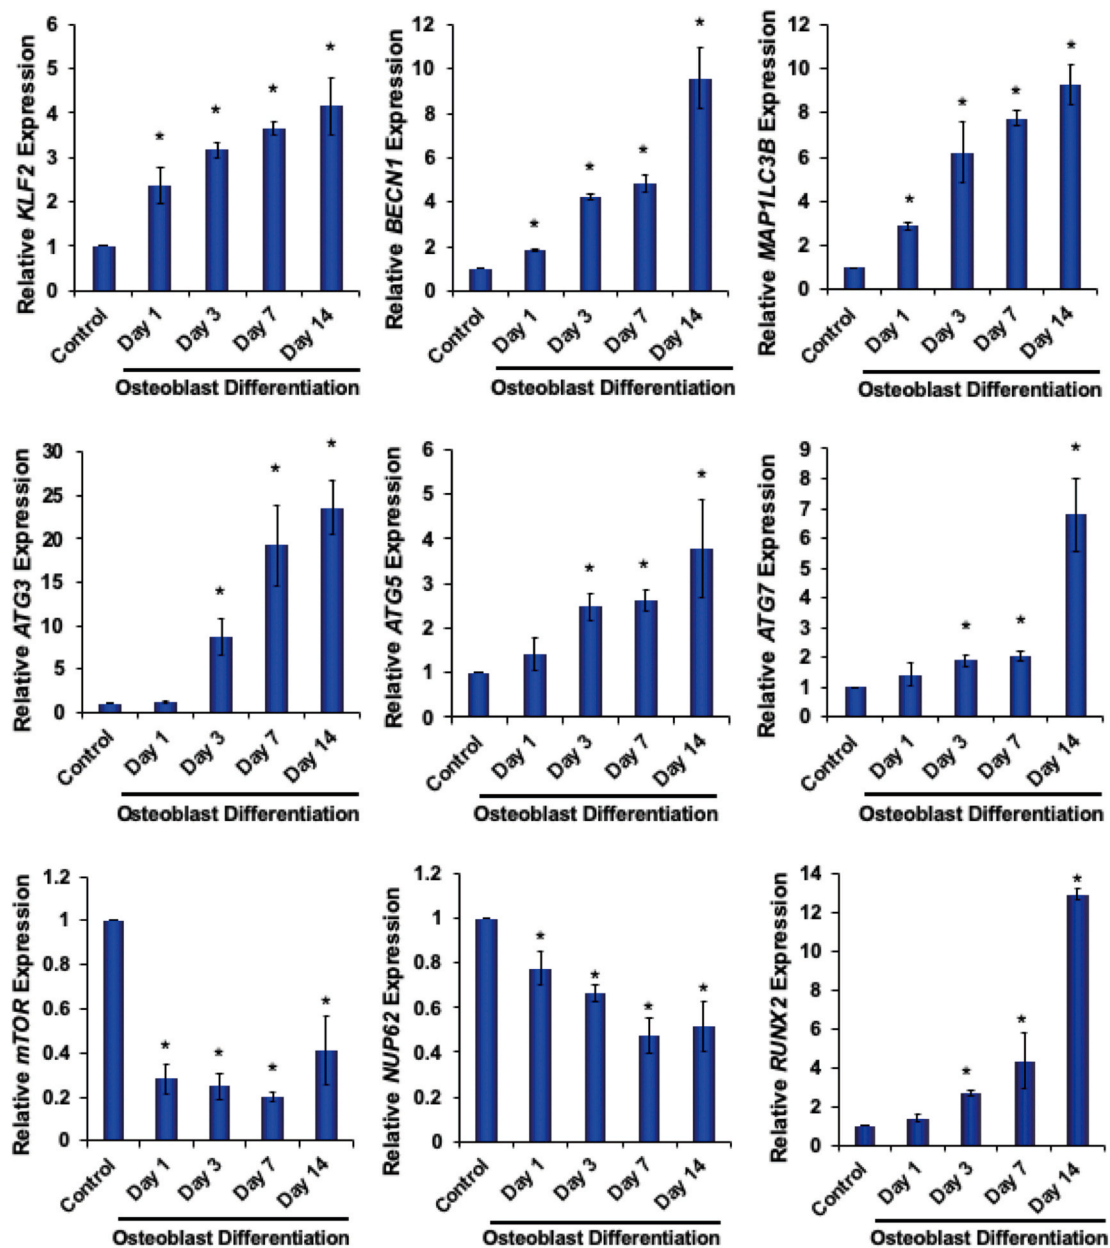 Relative KLF2 Expression
6
5
4
3
2
1
0
*
*
*
*
Control
Day 1
Day 3
Day 7
Day 14
Osteoblast Differentiation
Relative BECN1 Expression
12
10
8
6
4
2
0
*
*
*
*
Control
Day 1
Day 3
Day 7
Day 14
Osteoblast Differentiation
Relative MAP1LC3B Expression
12
10
8
6
4
2
0
*
*
*
*
Control
Day 1
Day 3
Day 7
Day 14
Osteoblast Differentiation
Relative ATG3 Expression
30
25
20
15
10
5
0
*
*
*
Control
Day 1
Day 3
Day 7
Day 14
Osteoblast Differentiation
Relative ATG5 Expression
6
5
4
3
2
1
0
*
*
*
Control
Day 1
Day 3
Day 7
Day 14
Osteoblast Differentiation
Relative ATG7 Expression
9
8
7
6
5
4
3
2
1
0
*
*
*
Control
Day 1
Day 3
Day 7
Day 14
Osteoblast Differentiation
Relative mTOR Expression
1.2
1
0.8
0.6
0.4
0.2
0
*
*
*
*
Control
Day 1
Day 3
Day 7
Day 14
Osteoblast Differentiation
Relative NUP62 Expression
1.2
1
0.8
0.6
0.4
0.2
0
*
*
*
*
Control
Day 1
Day 3
Day 7
Day 14
Osteoblast Differentiation
Relative RUNX2 Expression
14
12
10
8
6
4
2
0
*
*
*
Control
Day 1
Day 3
Day 7
Day 14
Osteoblast Differentiation